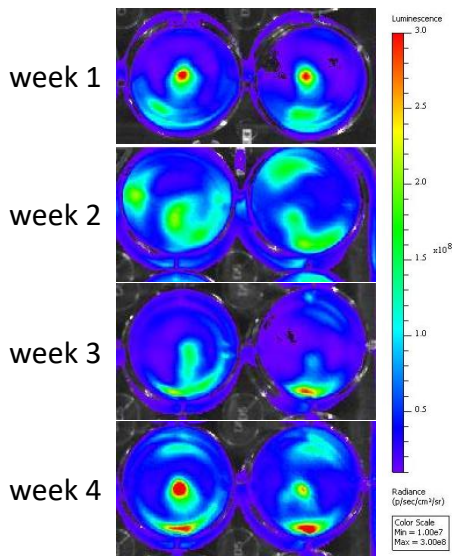 week 1
week 2
week 3
week 4
Luminescence
3.0
2.5
2.0
x10⁸
1.5
1.0
0.5
Radiance
(p/sec/cm²/sr)
Color Scale
Min = 1.00e7
Max = 3.00e8